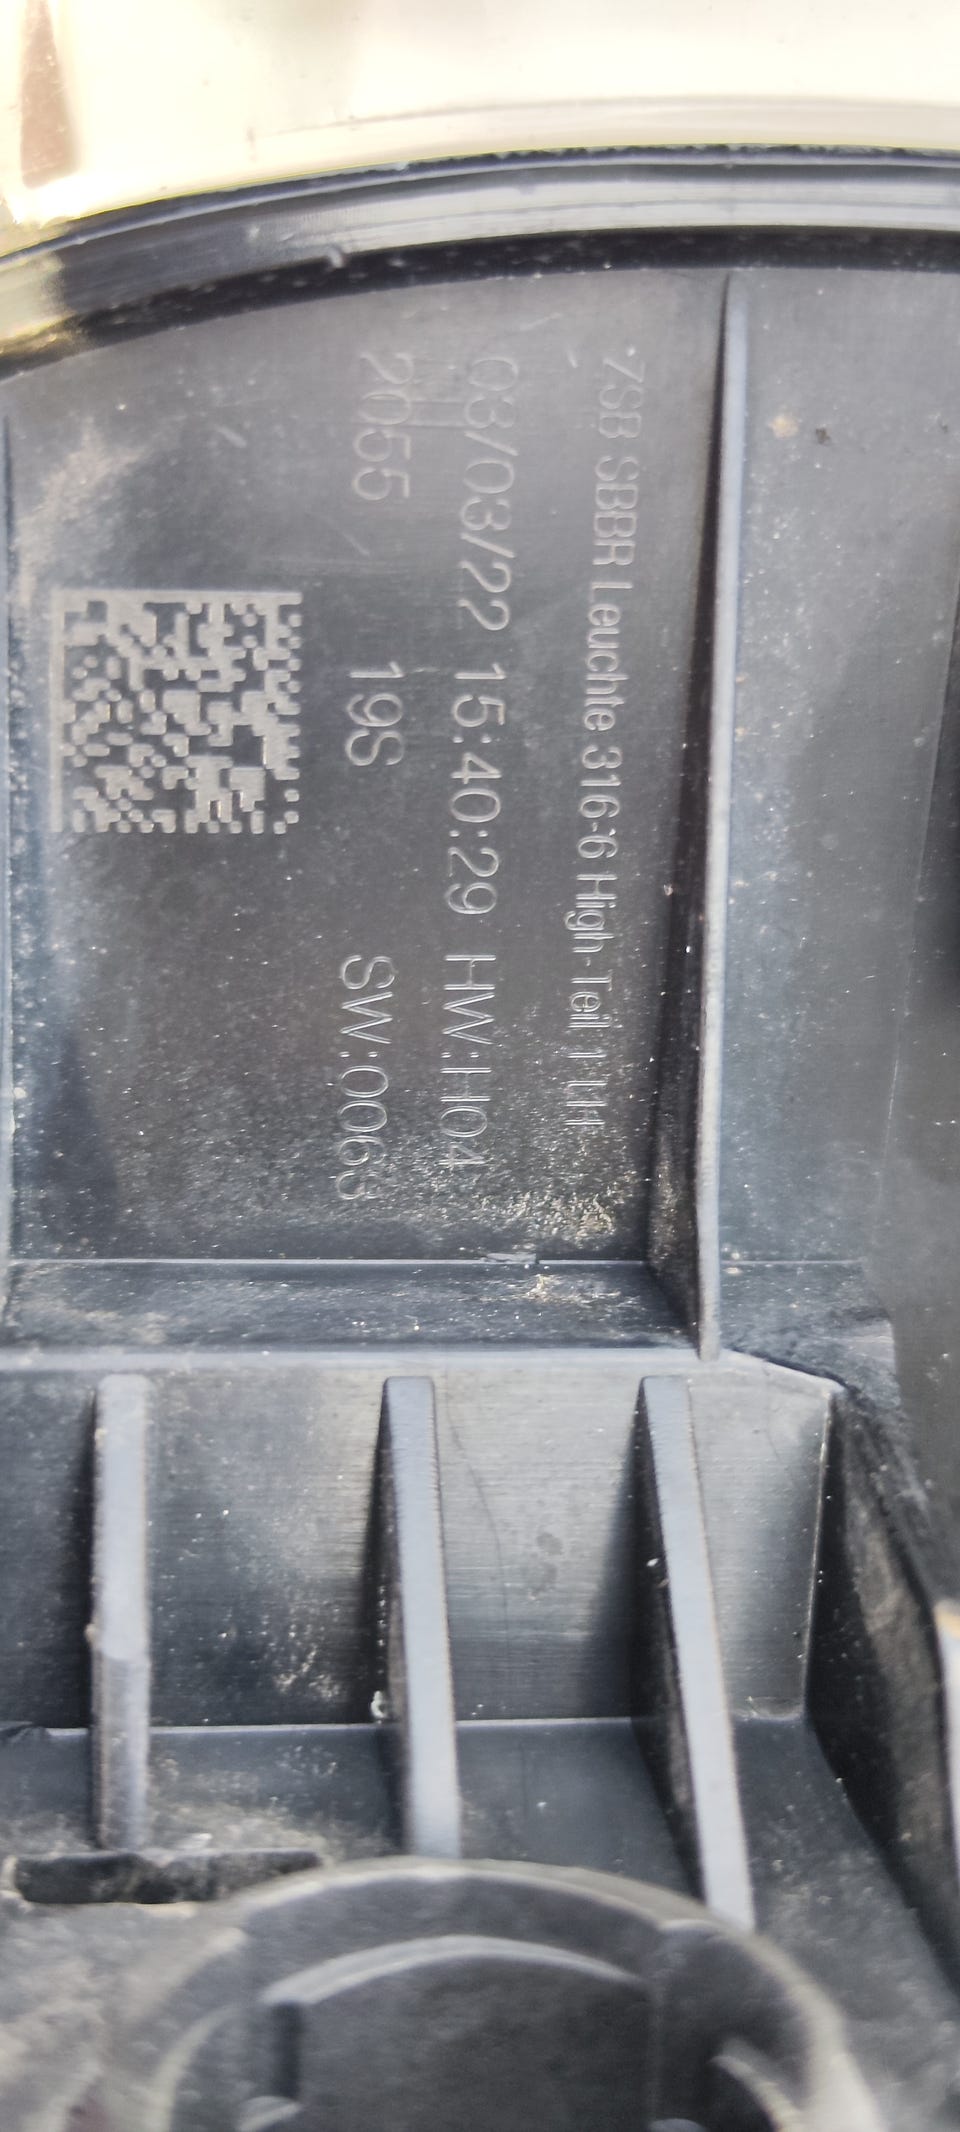 ZSB SBBR Leuchte 316-6 High-Teil 1 LH
03/03/22 15:40:29 HW:H04
2055 19S SW:0063